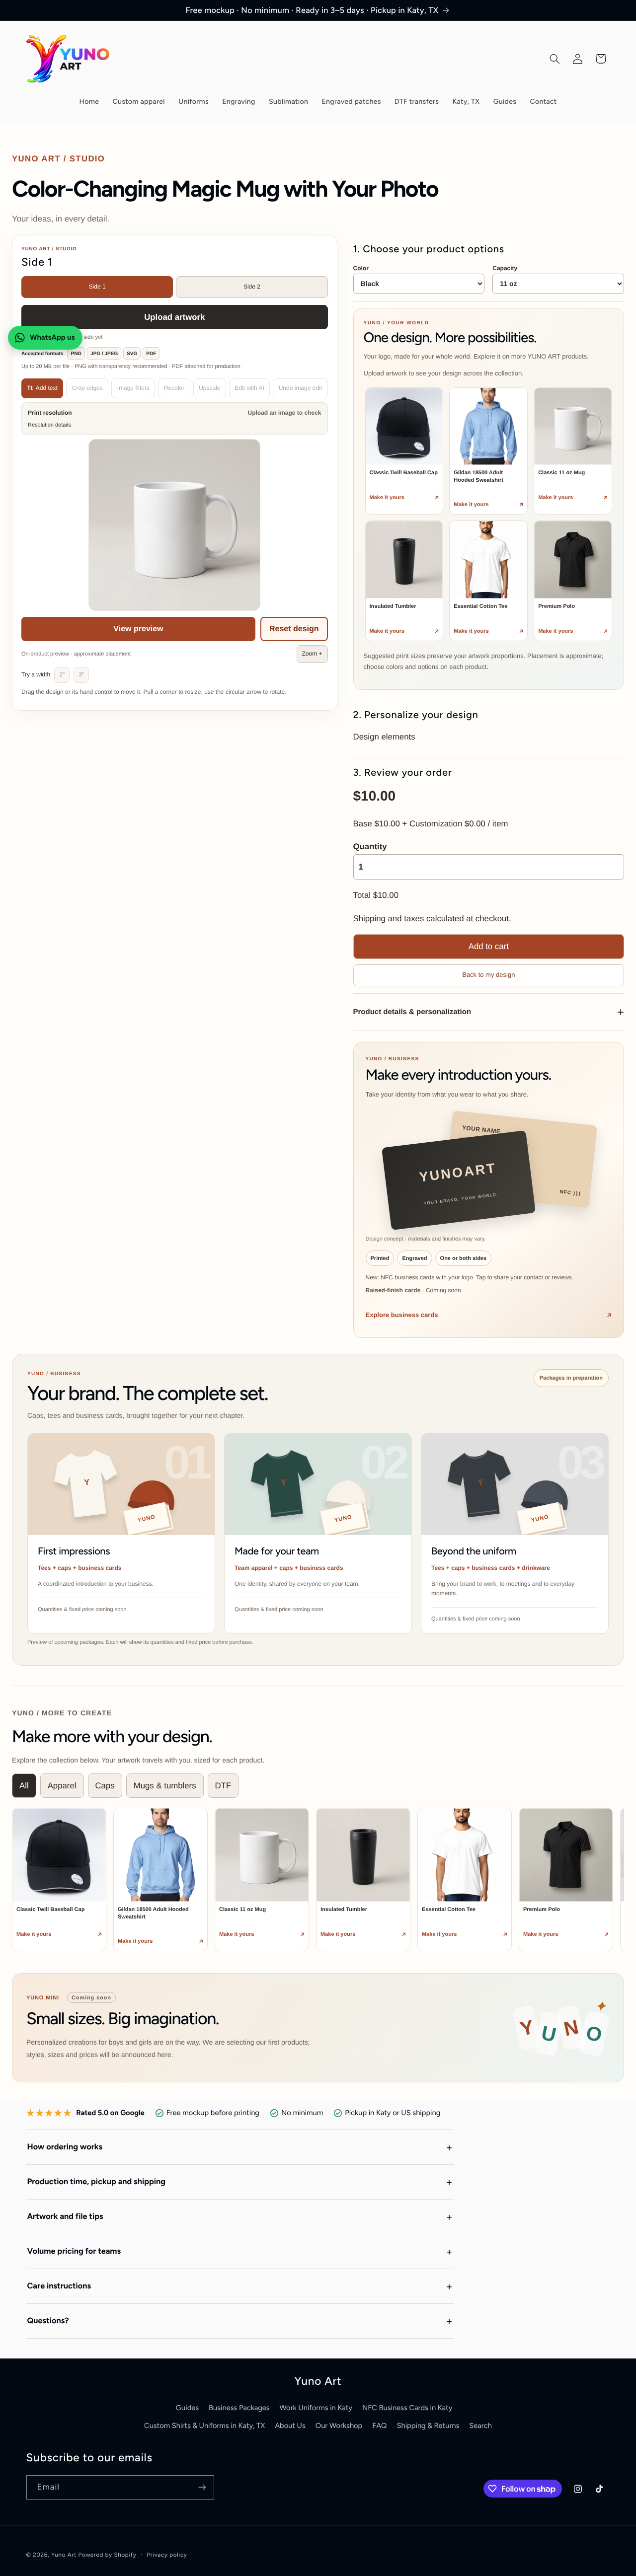 Free mockup · No minimum · Ready in 3–5 days · Pickup in Katy, TX →
YUNO
ART
Home Custom apparel Uniforms Engraving Sublimation Engraved patches DTF transfers Katy, TX Guides Contact
YUNO ART / STUDIO
Color-Changing Magic Mug with Your Photo
Your ideas, in every detail.
YUNO ART / STUDIO
Side 1
Side 1 Side 2
Upload artwork
WhatsApp us
side yet
Accepted formats PNG JPG / JPEG SVG PDF
Up to 20 MB per file · PNG with transparency recommended · PDF attached for production
Tt Add text Crop edges Image filters Recolor Upscale Edit with AI Undo image edit
Print resolution Upload an image to check
Resolution details
View preview Reset design
On-product preview · approximate placement Zoom +
Try a width 2" 3"
Drag the design or its hand control to move it. Pull a corner to resize; use the circular arrow to rotate.
1. Choose your product options
Color Capacity
Black 11 oz
YUNO / YOUR WORLD
One design. More possibilities.
Your logo, made for your whole world. Explore it on more YUNO ART products.
Upload artwork to see your design across the collection.
Classic Twill Baseball Cap Gildan 18500 Adult Hooded Sweatshirt Classic 11 oz Mug
Make it yours ↗ Make it yours ↗ Make it yours ↗
Insulated Tumbler Essential Cotton Tee Premium Polo
Make it yours ↗ Make it yours ↗ Make it yours ↗
Suggested print sizes preserve your artwork proportions. Placement is approximate;
choose colors and options on each product.
2. Personalize your design
Design elements
3. Review your order
$10.00
Base $10.00 + Customization $0.00 / item
Quantity
1
Total $10.00
Shipping and taxes calculated at checkout.
Add to cart
Back to my design
Product details & personalization +
YUNO / BUSINESS
Make every introduction yours.
Take your identity from what you wear to what you share.
YOUR NAME
YUNOART
YOUR BRAND. YOUR WORLD.
NFC )))
Design concept · materials and finishes may vary.
Printed Engraved One or both sides
New: NFC business cards with your logo. Tap to share your contact or reviews.
Raised-finish cards · Coming soon
Explore business cards ↗
YUNO / BUSINESS
Your brand. The complete set.
Packages in preparation
Caps, tees and business cards, brought together for your next chapter.
01 Y YUNO
02 Y YUNO
03 Y YUNO
First impressions
Tees + caps + business cards
A coordinated introduction to your business.
Quantities & fixed price coming soon
Made for your team
Team apparel + caps + business cards
One identity, shared by everyone on your team.
Quantities & fixed price coming soon
Beyond the uniform
Tees + caps + business cards + drinkware
Bring your brand to work, to meetings and to everyday
moments.
Quantities & fixed price coming soon
Preview of upcoming packages. Each will show its quantities and fixed price before purchase.
YUNO / MORE TO CREATE
Make more with your design.
Explore the collection below. Your artwork travels with you, sized for each product.
All Apparel Caps Mugs & tumblers DTF
Classic Twill Baseball Cap Gildan 18500 Adult Hooded Sweatshirt Classic 11 oz Mug Insulated Tumbler Essential Cotton Tee Premium Polo
Make it yours ↗ Make it yours ↗ Make it yours ↗ Make it yours ↗ Make it yours ↗ Make it yours ↗
YUNO MINI Coming soon
Small sizes. Big imagination.
Personalized creations for boys and girls are on the way. We are selecting our first products;
styles, sizes and prices will be announced here.
YUNO
★★★★★ Rated 5.0 on Google Free mockup before printing No minimum Pickup in Katy or US shipping
How ordering works +
Production time, pickup and shipping +
Artwork and file tips +
Volume pricing for teams +
Care instructions +
Questions? +
Yuno Art
Guides Business Packages Work Uniforms in Katy NFC Business Cards in Katy
Custom Shirts & Uniforms in Katy, TX About Us Our Workshop FAQ Shipping & Returns Search
Subscribe to our emails
Email →
Follow on shop
© 2026, Yuno Art Powered by Shopify · Privacy policy